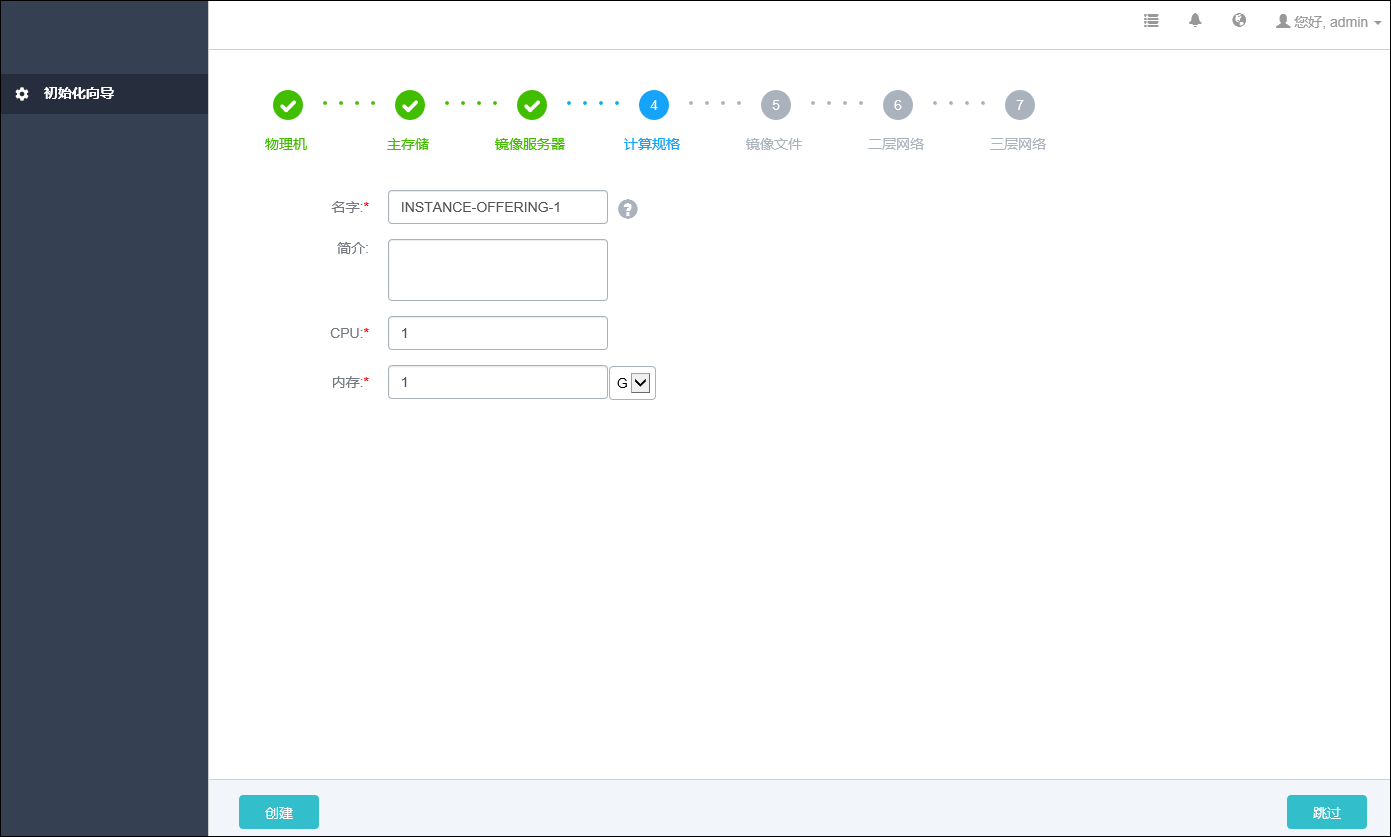 您好, admin
初始化向导
4 5 6 7
物理机 主存储 镜像服务器 计算规格 镜像文件 二层网络 三层网络
名字:* INSTANCE-OFFERING-1 ?
简介:
CPU:* 1
内存:* 1 G
创建 跳过